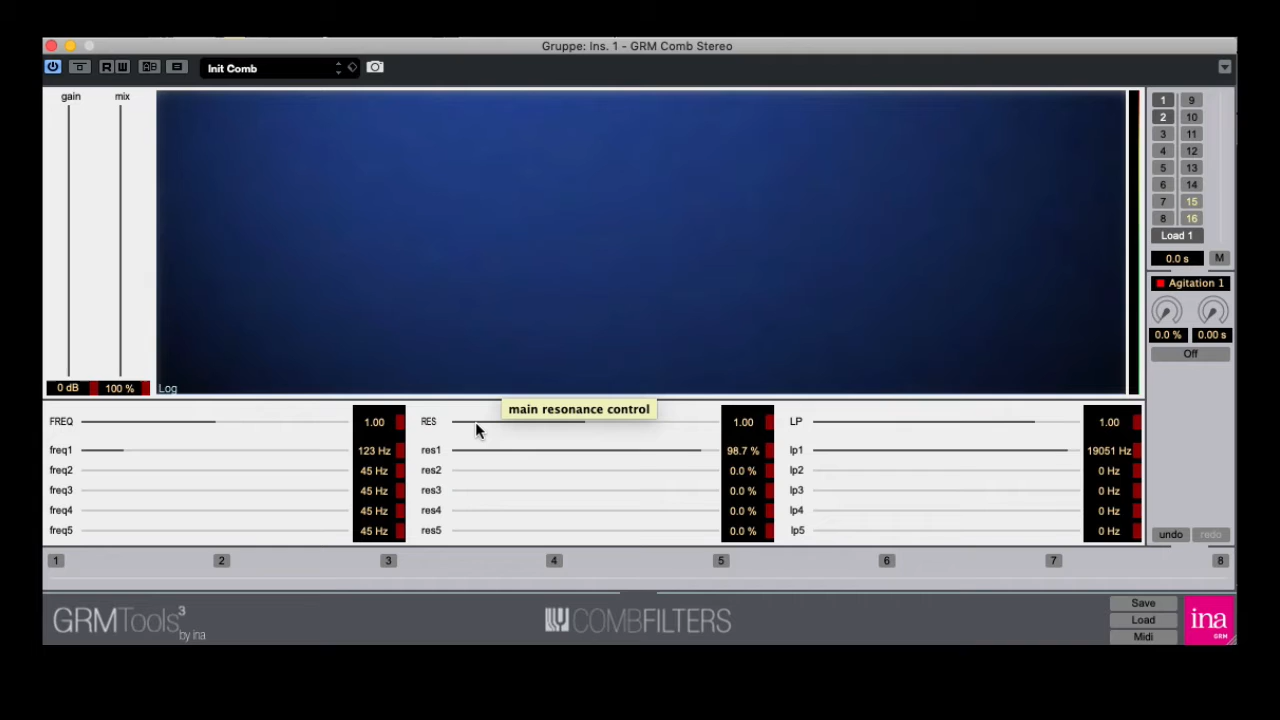 Gruppe: Ins. 1 - GRM Comb Stereo
R W AB Init Comb
gain mix
0 dB 100 % Log
1 9
2 10
3 11
4 12
5 13
6 14
7 15
8 16
Load 1
0.0 s M
Agitation 1
0.0 % 0.00 s
Off
main resonance control
FREQ 1.00 RES 1.00 LP 1.00
freq1 123 Hz res1 98.7 % lp1 19051 Hz
freq2 45 Hz res2 0.0 % lp2 0 Hz
freq3 45 Hz res3 0.0 % lp3 0 Hz
freq4 45 Hz res4 0.0 % lp4 0 Hz
freq5 45 Hz res5 0.0 % lp5 0 Hz
undo redo
1 2 3 4 5 6 7 8
GRMTools3
by ina
COMBFILTERS
Save
Load
Midi
ina
GRM